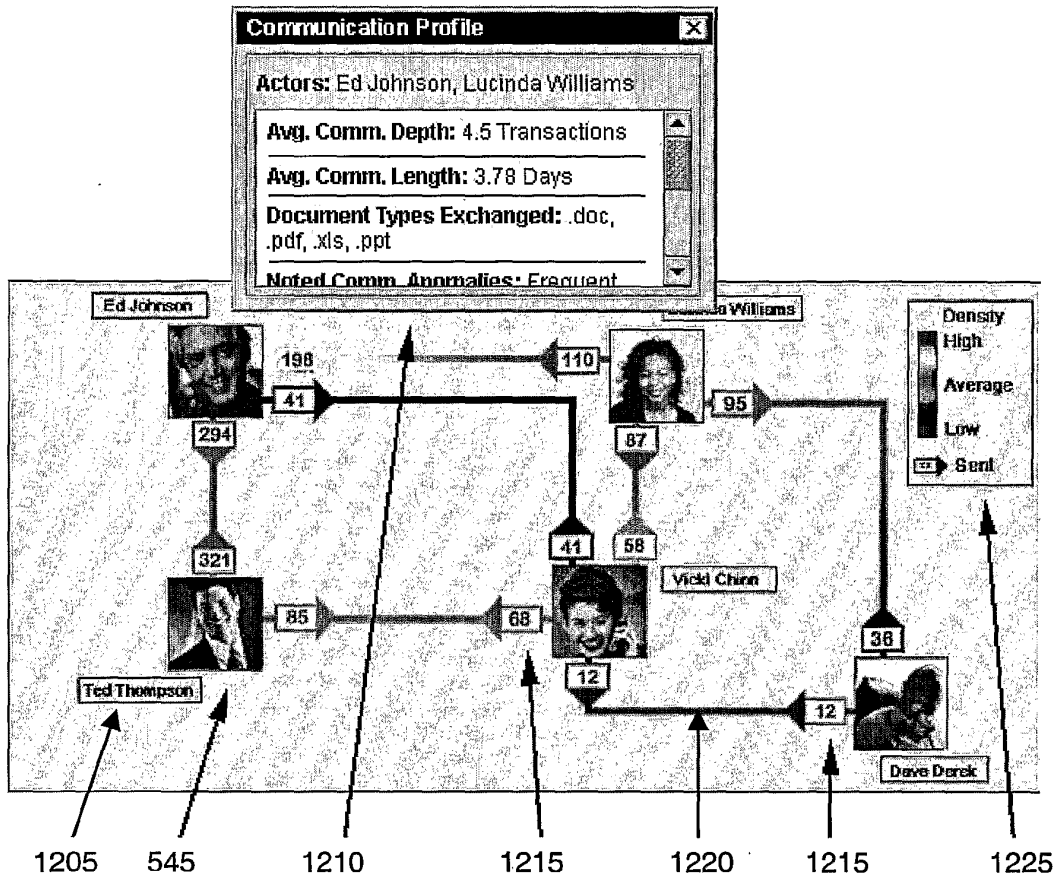 Communication Profile
Actors: Ed Johnson, Lucinda Williams
Avg. Comm. Depth: 4.5 Transactions
Avg. Comm. Length: 3.78 Days
Document Types Exchanged: .doc,
.pdf, .xls, .ppt
Noted Comm. Anomalies: Frequent
Ed Johnson
Williams
Density
High
Average
Low
Sent
198
110
41
95
294
87
321
41
58
Vicki Chinn
85
68
36
12
12
Ted Thompson
Dave Derek
1205 545 1210 1215 1220 1215 1225